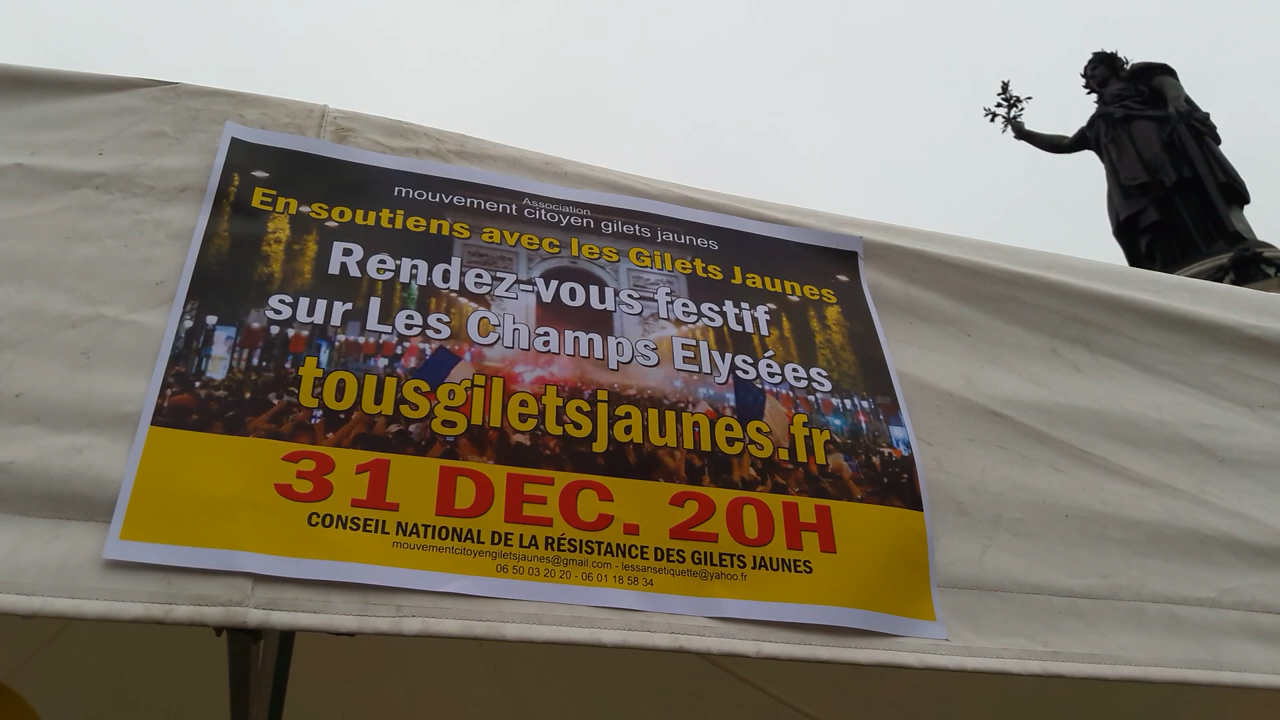 Association
mouvement citoyen gilets jaunes
En soutiens avec les Gilets Jaunes
Rendez-vous festif
sur Les Champs Elysées
tousgiletsjaunes.fr
31 DEC. 20H
CONSEIL NATIONAL DE LA RÉSISTANCE DES GILETS JAUNES
mouvementcitoyengiletsjaunes@gmail.com - lessansetiquette@yahoo.fr
06 50 03 20 20 - 06 01 18 58 34